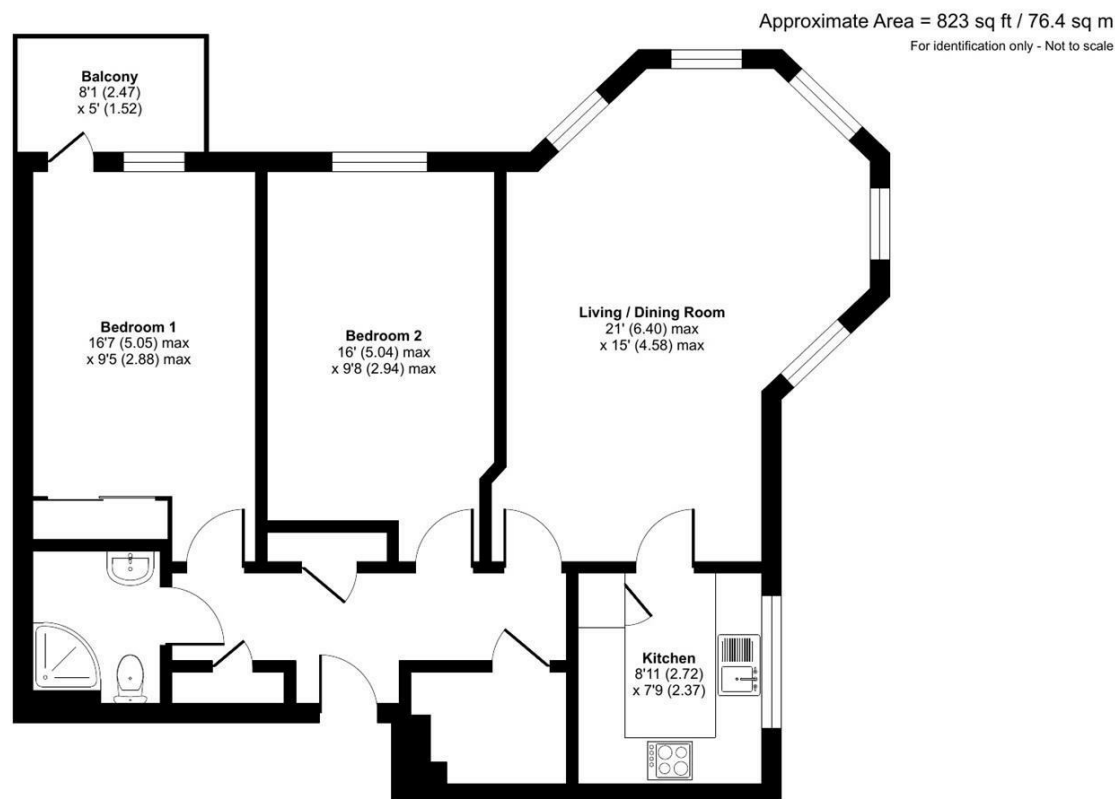 Approximate Area = 823 sq ft / 76.4 sq m
For identification only - Not to scale
Balcony
8'1 (2.47)
x 5' (1.52)
Bedroom 1
16'7 (5.05) max
x 9'5 (2.88) max
Bedroom 2
16' (5.04) max
x 9'8 (2.94) max
Living / Dining Room
21' (6.40) max
x 15' (4.58) max
Kitchen
8'11 (2.72)
x 7'9 (2.37)